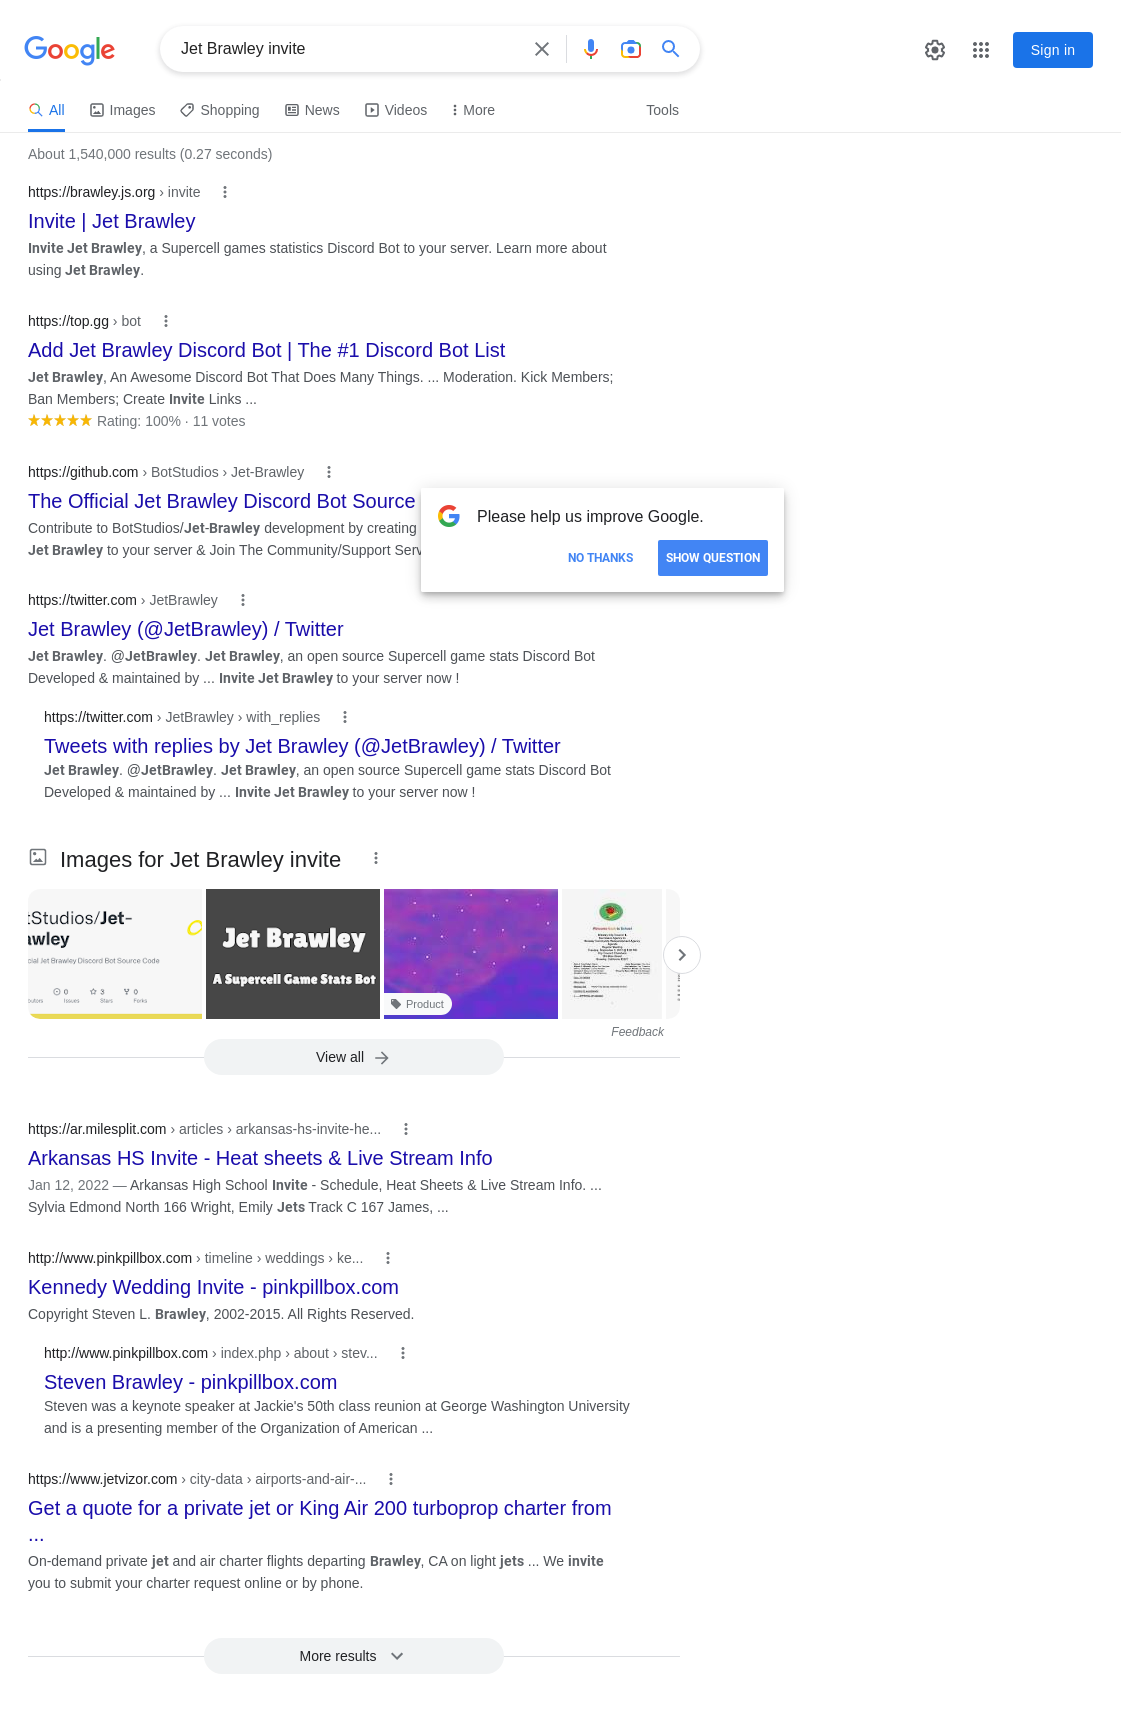 Google
Jet Brawley invite
Sign in
All
Images
Shopping
News
Videos
More
Tools
About 1,540,000 results (0.27 seconds)
https://brawley.js.org › invite
Invite | Jet Brawley
Invite Jet Brawley, a Supercell games statistics Discord Bot to your server. Learn more about
using Jet Brawley.
https://top.gg › bot
Add Jet Brawley Discord Bot | The #1 Discord Bot List
Jet Brawley, An Awesome Discord Bot That Does Many Things. ... Moderation. Kick Members;
Ban Members; Create Invite Links ...
Rating: 100% · 11 votes
https://github.com › BotStudios › Jet-Brawley
The Official Jet Brawley Discord Bot Source
Contribute to BotStudios/Jet-Brawley development by creating
Jet Brawley to your server & Join The Community/Support Serv
Please help us improve Google.
NO THANKS
SHOW QUESTION
https://twitter.com › JetBrawley
Jet Brawley (@JetBrawley) / Twitter
Jet Brawley. @JetBrawley. Jet Brawley, an open source Supercell game stats Discord Bot
Developed & maintained by ... Invite Jet Brawley to your server now !
https://twitter.com › JetBrawley › with_replies
Tweets with replies by Jet Brawley (@JetBrawley) / Twitter
Jet Brawley. @JetBrawley. Jet Brawley, an open source Supercell game stats Discord Bot
Developed & maintained by ... Invite Jet Brawley to your server now !
Images for Jet Brawley invite
tStudios/Jet-
awley
cial Jet Brawley Discord Bot Source Code
0
3
0
butors
Issues
Stars
Forks
Jet Brawley
A Supercell Game Stats Bot
Product
Feedback
View all
https://ar.milesplit.com › articles › arkansas-hs-invite-he...
Arkansas HS Invite - Heat sheets & Live Stream Info
Jan 12, 2022 — Arkansas High School Invite - Schedule, Heat Sheets & Live Stream Info. ...
Sylvia Edmond North 166 Wright, Emily Jets Track C 167 James, ...
http://www.pinkpillbox.com › timeline › weddings › ke...
Kennedy Wedding Invite - pinkpillbox.com
Copyright Steven L. Brawley, 2002-2015. All Rights Reserved.
http://www.pinkpillbox.com › index.php › about › stev...
Steven Brawley - pinkpillbox.com
Steven was a keynote speaker at Jackie's 50th class reunion at George Washington University
and is a presenting member of the Organization of American ...
https://www.jetvizor.com › city-data › airports-and-air-...
Get a quote for a private jet or King Air 200 turboprop charter from
...
On-demand private jet and air charter flights departing Brawley, CA on light jets ... We invite
you to submit your charter request online or by phone.
More results